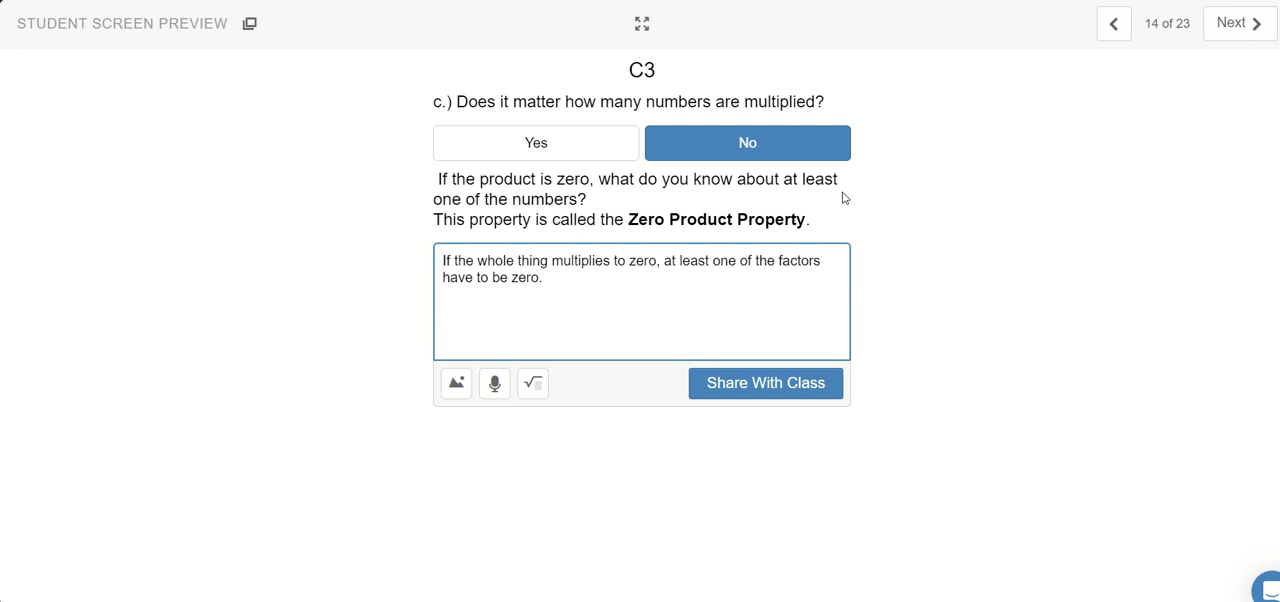 STUDENT SCREEN PREVIEW
14 of 23
Next
C3
c.) Does it matter how many numbers are multiplied?
Yes
No
If the product is zero, what do you know about at least
one of the numbers?
This property is called the Zero Product Property.
If the whole thing multiplies to zero, at least one of the factors
have to be zero.
√
Share With Class